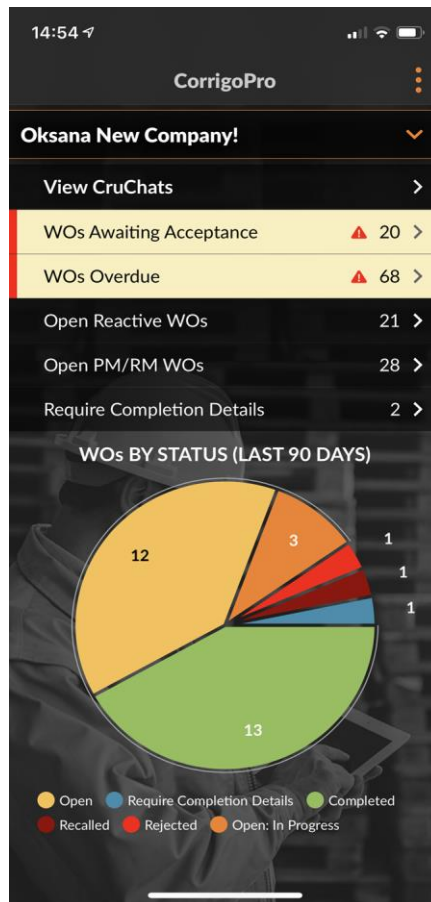 14:54
CorrigoPro
Oksana New Company!
View CruChats
WOs Awaiting Acceptance 20
WOs Overdue 68
Open Reactive WOs 21
Open PM/RM WOs 28
Require Completion Details 2
WOs BY STATUS (LAST 90 DAYS)
12
3
1
1
1
13
Open Require Completion Details Completed
Recalled Rejected Open: In Progress